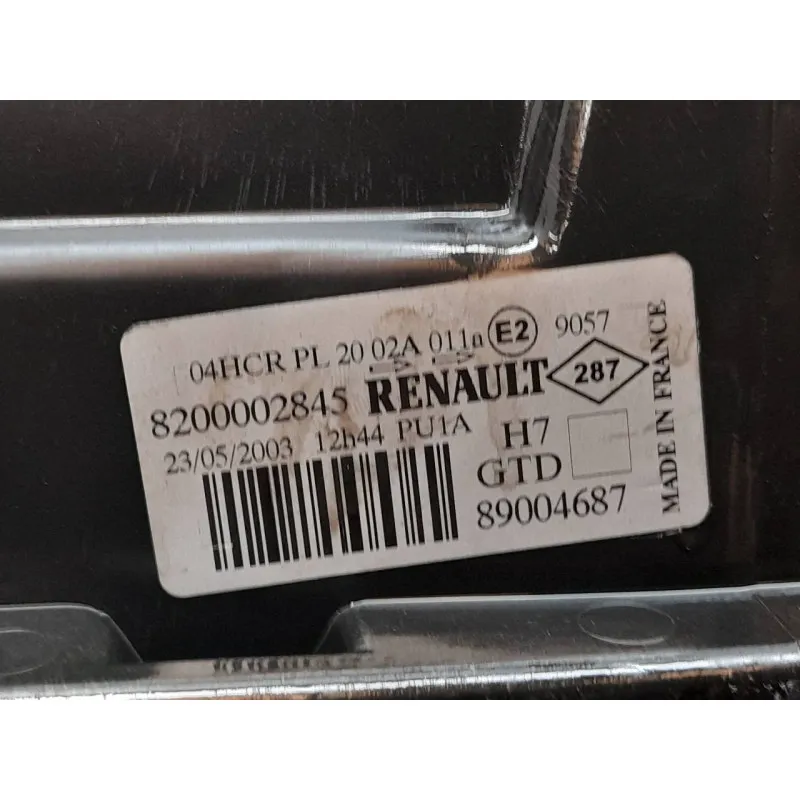 04HCR PL 20 02A 011a E2 9057
8200002845 RENAULT 287
23/05/2003 12h44 PU1A H7
GTD
89004687
MADE IN FRANCE